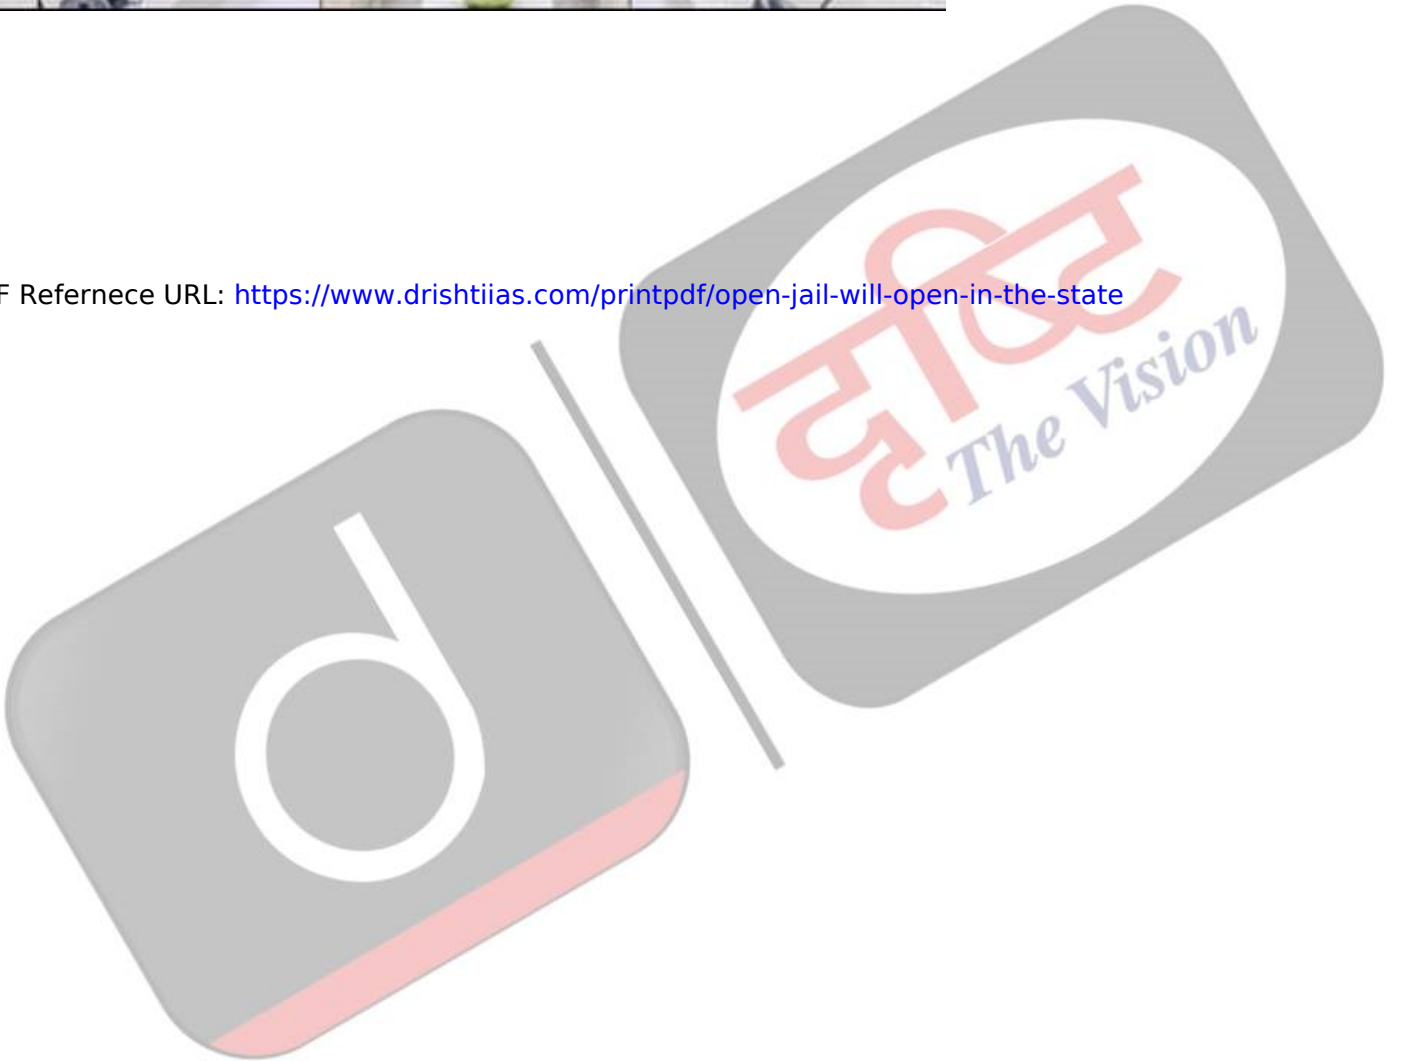 F Refernece URL: https://www.drishtiias.com/printpdf/open-jail-will-open-in-the-state
दृष्टि
The Vision
d